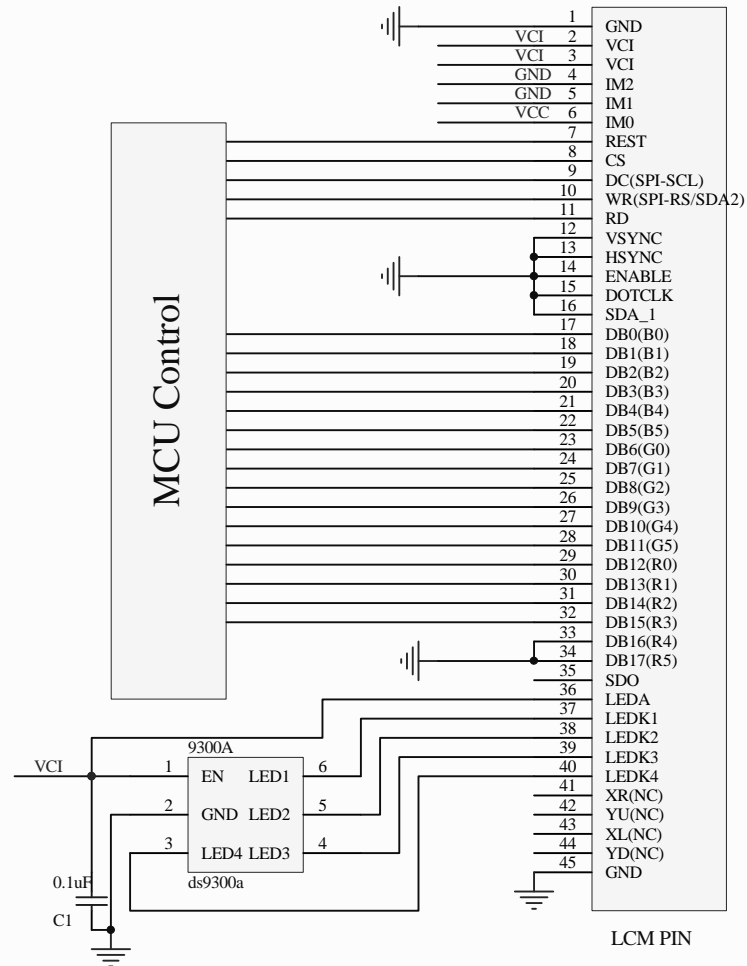 1 GND
VCI 2 VCI
VCI 3 VCI
GND 4 IM2
GND 5 IM1
VCC 6 IM0
7 REST
8 CS
9 DC(SPI-SCL)
10 WR(SPI-RS/SDA2)
11 RD
12 VSYNC
13 HSYNC
14 ENABLE
15 DOTCLK
16 SDA_1
17 DB0(B0)
18 DB1(B1)
19 DB2(B2)
20 DB3(B3)
21 DB4(B4)
22 DB5(B5)
23 DB6(G0)
24 DB7(G1)
25 DB8(G2)
26 DB9(G3)
27 DB10(G4)
28 DB11(G5)
29 DB12(R0)
30 DB13(R1)
31 DB14(R2)
32 DB15(R3)
33 DB16(R4)
34 DB17(R5)
35 SDO
36 LEDA
37 LEDK1
38 LEDK2
39 LEDK3
40 LEDK4
41 XR(NC)
42 YU(NC)
43 XL(NC)
44 YD(NC)
45 GND
LCM PIN
MCU Control
9300A
VCI 1 EN LED1 6
2 GND LED2 5
3 LED4 LED3 4
ds9300a
0.1uF
C1